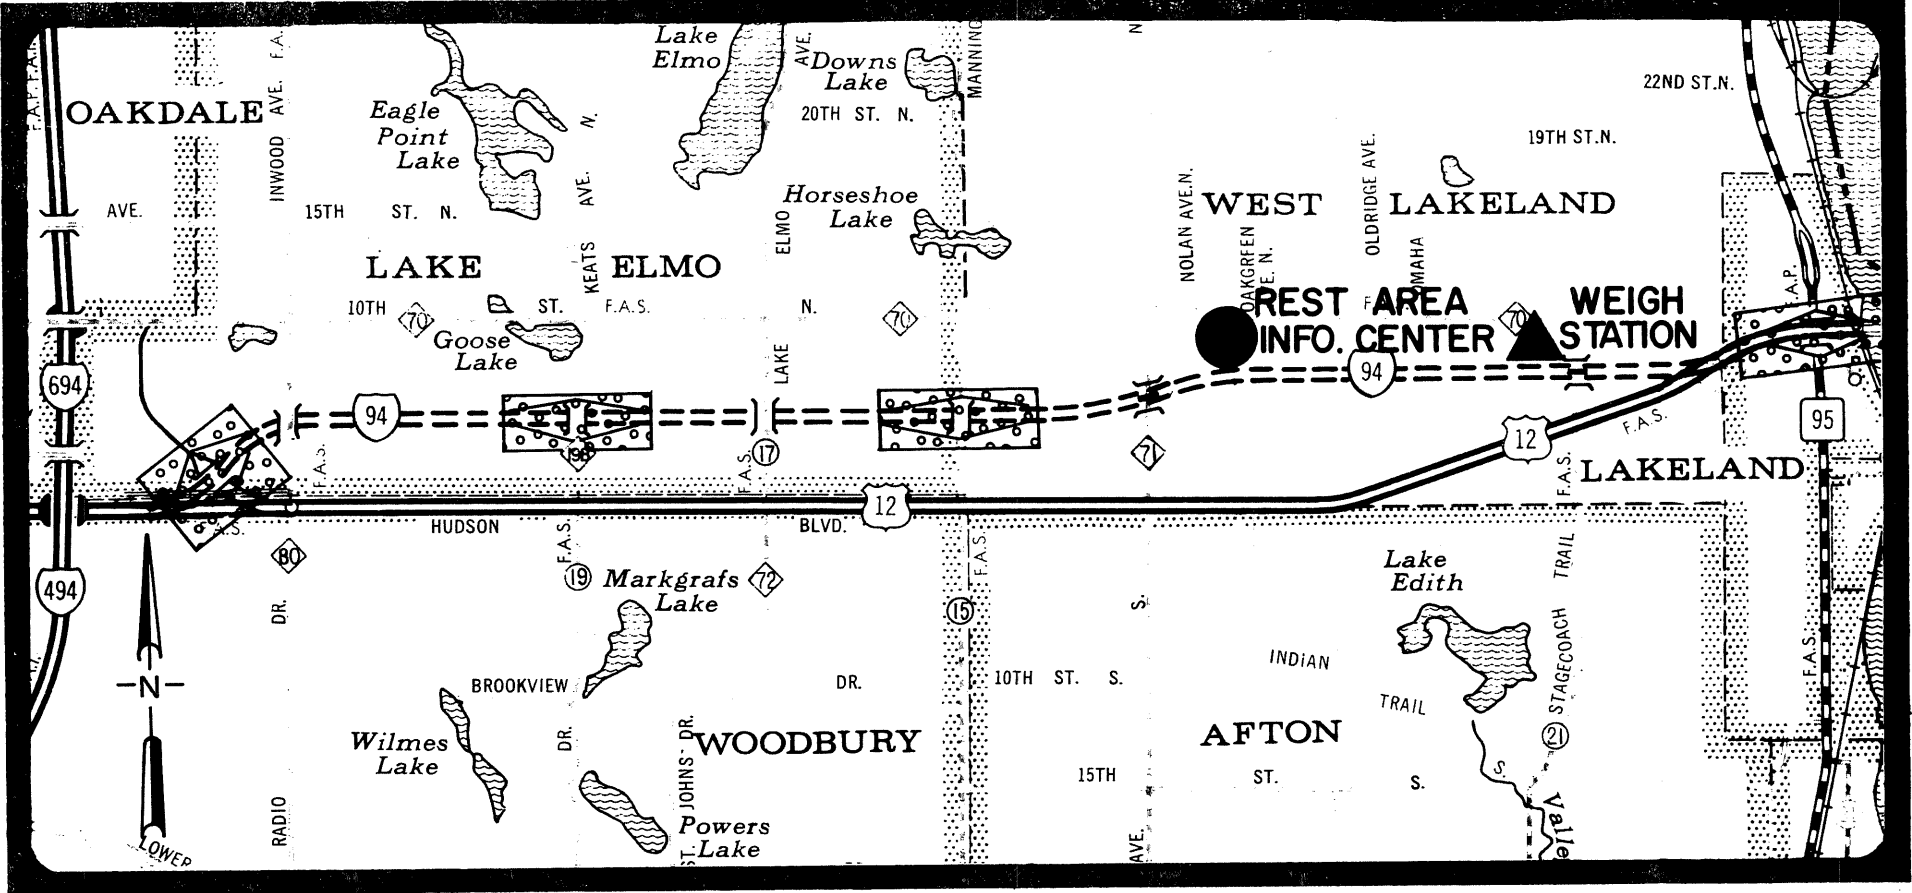 Lake
Elmo
AVE.
Downs
Lake
MANNING
N
22ND ST.N.
INWOOD AVE. F.A.
OAKDALE
Eagle
Point
Lake
20TH ST. N.
19TH ST.N.
OLDRIDGE AVE.
KEATS AVE. N.
AVE.
15TH ST. N.
Horseshoe
Lake
NOLAN AVE.N.
WEST LAKELAND
LAKE ELMO
LAKE ELMO
OMAHA
F.A.P.
10TH ST. F.A.S. N.
70
70
70
REST AREA
INFO. CENTER
WEIGH
STATION
Goose
Lake
694
94
94
12
95
F.A.S.
LAKELAND
19B
17
71
F.A.S.
F.A.S.
F.A.S.
12
HUDSON BLVD.
F.A.S.
F.A.S.
80
494
19
Markgrafs
Lake
72
15
Lake
Edith
STAGECOACH TRAIL
21
RADIO DR.
N
BROOKVIEW DR.
DR.
10TH ST. S.
S.
INDIAN
TRAIL
F.A.S.
Wilmes
Lake
WOODBURY
AFTON
ST. JOHNS DR.
15TH ST. S.
AVE.
S.
Valle
Powers
Lake
LOWER